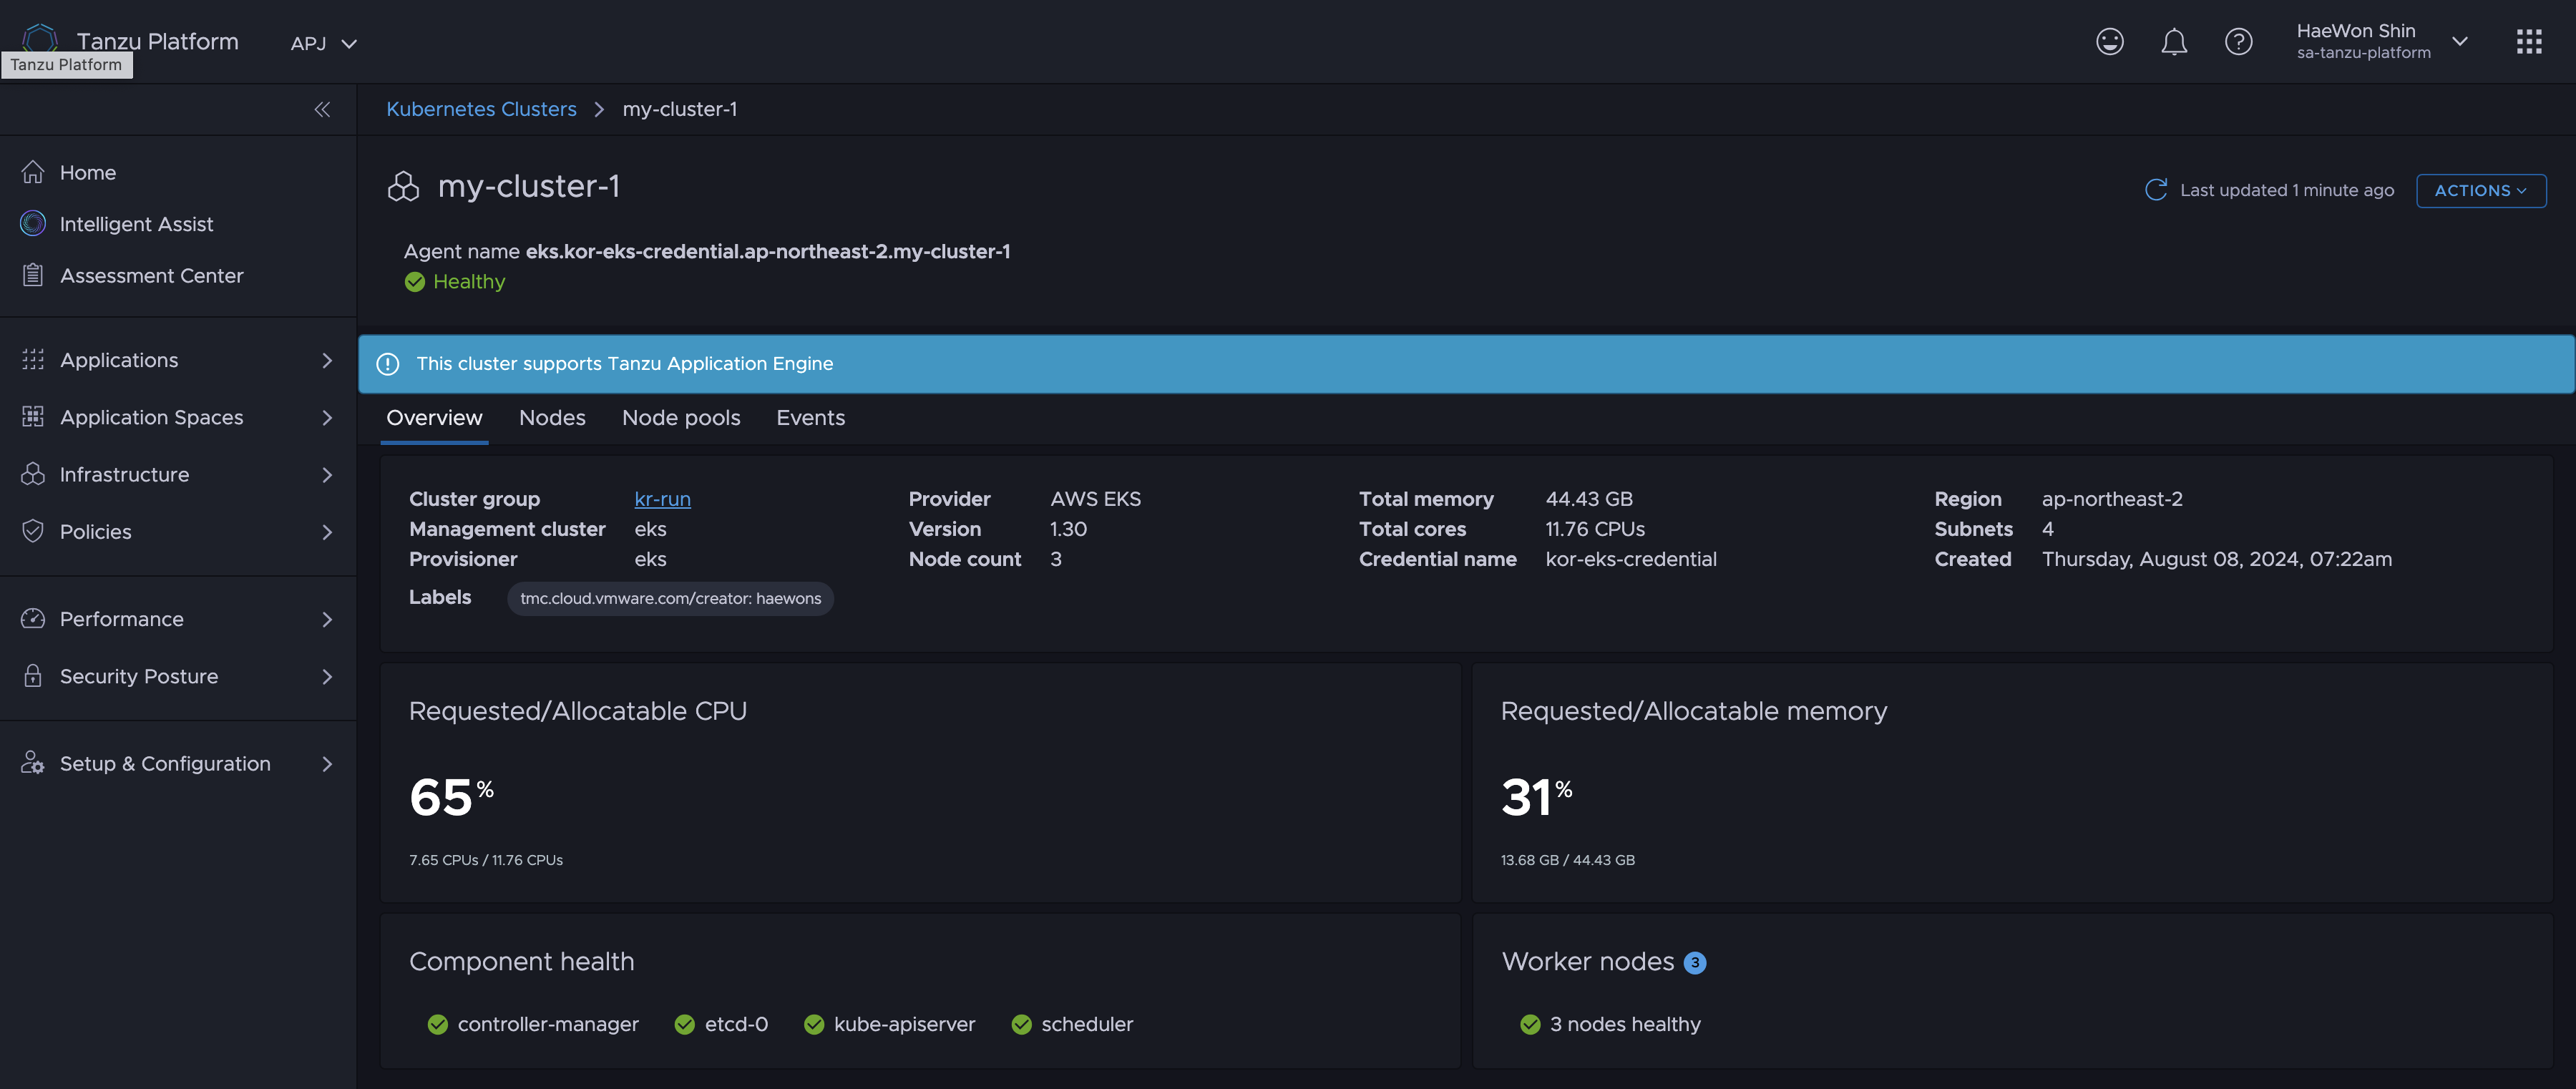 Tanzu Platform
APJ
HaeWon Shin
sa-tanzu-platform
Tanzu Platform
Kubernetes Clusters > my-cluster-1
Home
Intelligent Assist
Assessment Center
Applications
Application Spaces
Infrastructure
Policies
Performance
Security Posture
Setup & Configuration
my-cluster-1
Last updated 1 minute ago
ACTIONS
Agent name eks.kor-eks-credential.ap-northeast-2.my-cluster-1
Healthy
This cluster supports Tanzu Application Engine
Overview Nodes Node pools Events
Cluster group kr-run Provider AWS EKS Total memory 44.43 GB Region ap-northeast-2
Management cluster eks Version 1.30 Total cores 11.76 CPUs Subnets 4
Provisioner eks Node count 3 Credential name kor-eks-credential Created Thursday, August 08, 2024, 07:22am
Labels tmc.cloud.vmware.com/creator: haewons
Requested/Allocatable CPU
65%
7.65 CPUs / 11.76 CPUs
Requested/Allocatable memory
31%
13.68 GB / 44.43 GB
Component health
controller-manager etcd-0 kube-apiserver scheduler
Worker nodes 3
3 nodes healthy